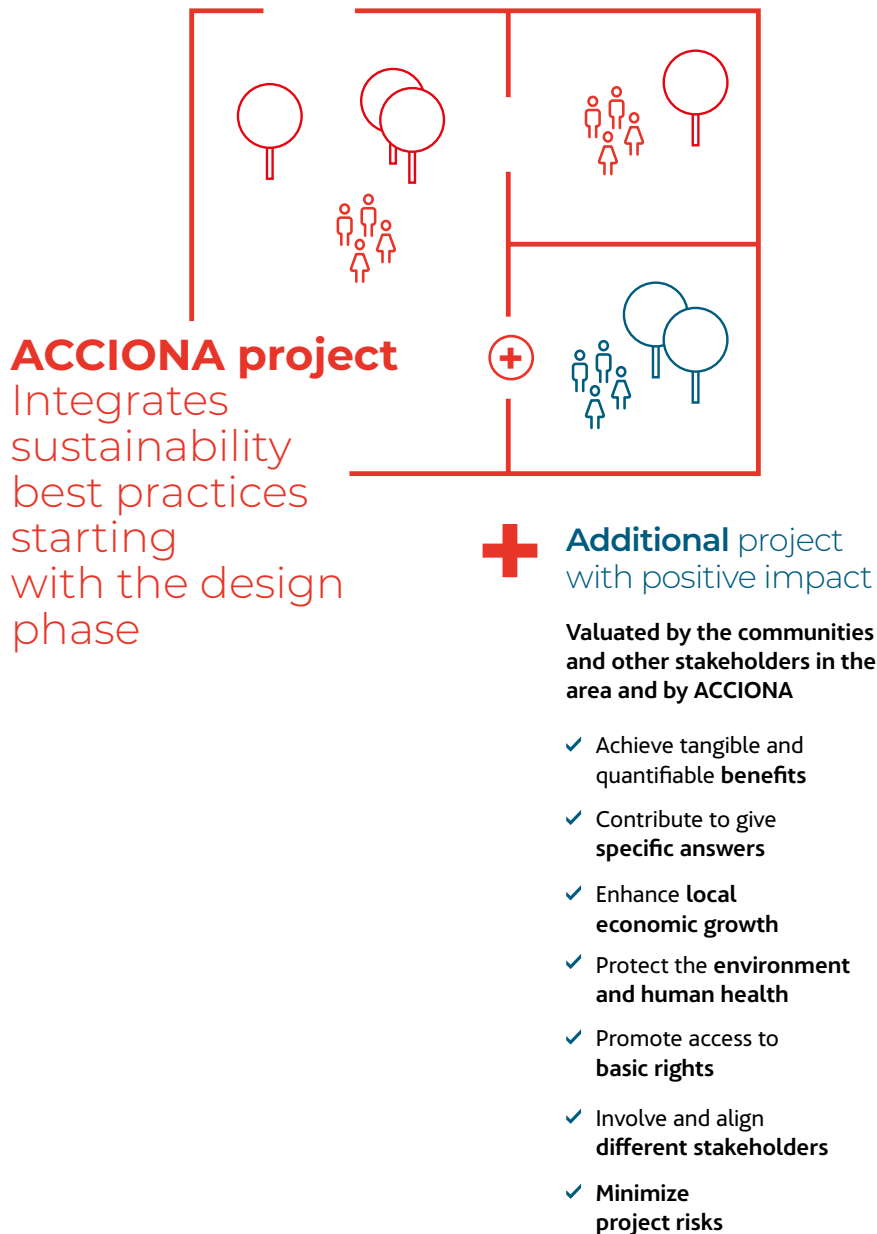 ACCIONA project
Integrates
sustainability
best practices
starting
with the design
phase
Additional project
with positive impact
Valuated by the communities
and other stakeholders in the
area and by ACCIONA
Achieve tangible and
quantifiable benefits
Contribute to give
specific answers
Enhance local
economic growth
Protect the environment
and human health
Promote access to
basic rights
Involve and align
different stakeholders
Minimize
project risks